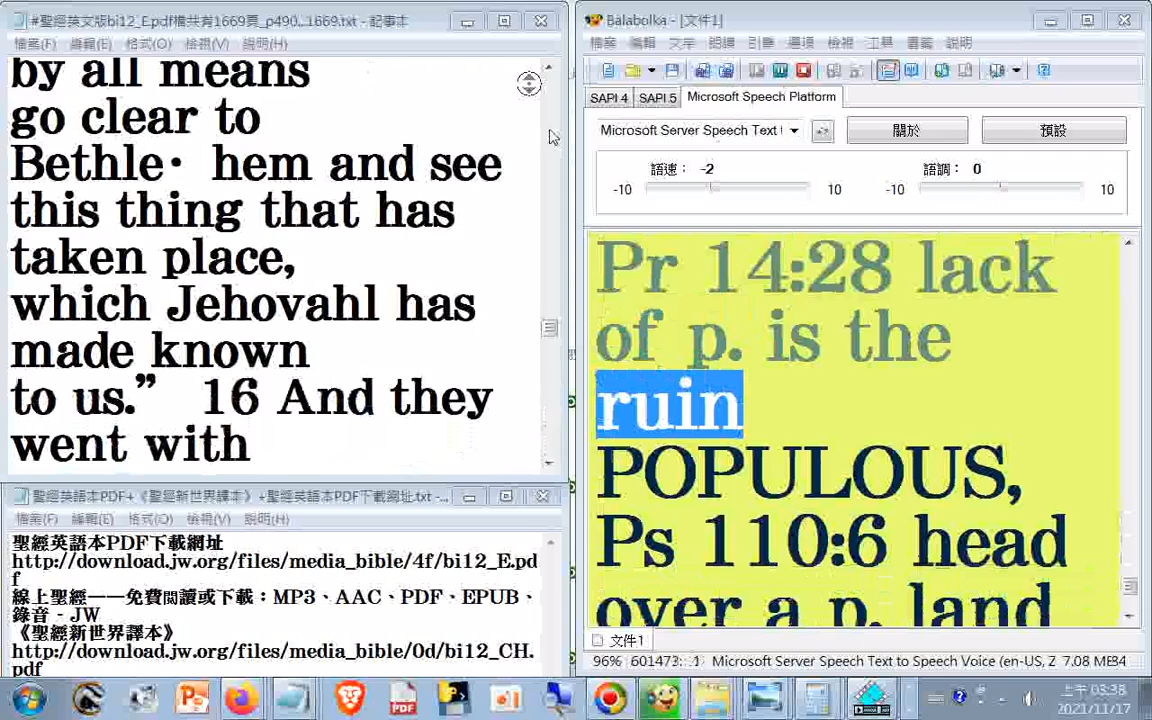 #聖經英文版bi12_E.pdf檔共有1669頁_p490...1669.txt - 記事本
檔案(F) 編輯(E) 格式(O) 檢視(V) 說明(H)
by all means
go clear to
Bethle· hem and see
this thing that has
taken place,
which Jehovahl has
made known
to us.” 16 And they
went with
聖經英語本PDF+《聖經新世界譯本》+聖經英語本PDF下載網址.txt - ...
檔案(F) 編輯(E) 格式(O) 檢視(V) 說明(H)
聖經英語本PDF下載網址
http://download.jw.org/files/media_bible/4f/bi12_E.pd
f
線上聖經──免費閱讀或下載：MP3、AAC、PDF、EPUB、
錄音 - JW
《聖經新世界譯本》
http://download.jw.org/files/media_bible/0d/bi12_CH.
pdf
Balabolka - [文件1]
檔案 編輯 文字 朗讀 引擎 選項 檢視 工具 書籤 說明
SAPI 4 SAPI 5 Microsoft Speech Platform
Microsoft Server Speech Text 關於 預設
語速： -2 語調： 0
-10 10 -10 10
Pr 14:28 lack
of p. is the
ruin
POPULOUS,
Ps 110:6 head
over a p. land
文件1
96% Microsoft Server Speech Text to Speech Voice (en-US, Z 7.08 MB
上午 03:38
2021/11/17